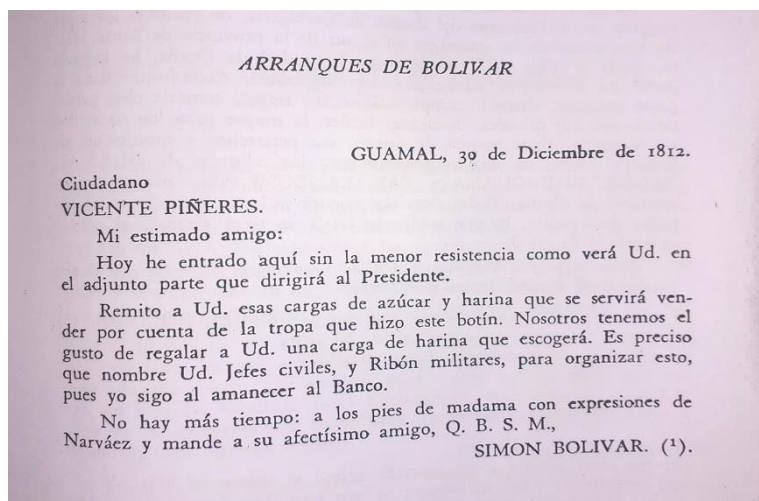 ARRANQUES DE BOLIVAR
GUAMAL, 30 de Diciembre de 1812.
Ciudadano
VICENTE PIÑERES.
Mi estimado amigo:
Hoy he entrado aquí sin la menor resistencia como verá Ud. en
el adjunto parte que dirigirá al Presidente.
Remito a Ud. esas cargas de azúcar y harina que se servirá ven-
der por cuenta de la tropa que hizo este botín. Nosotros tenemos el
gusto de regalar a Ud. una carga de harina que escogerá. Es preciso
que nombre Ud. Jefes civiles, y Ribón militares, para organizar esto,
pues yo sigo al amanecer al Banco.
No hay más tiempo: a los pies de madama con expresiones de
Narváez y mande a su afectísimo amigo, Q. B. S. M.,
SIMON BOLIVAR. (¹).